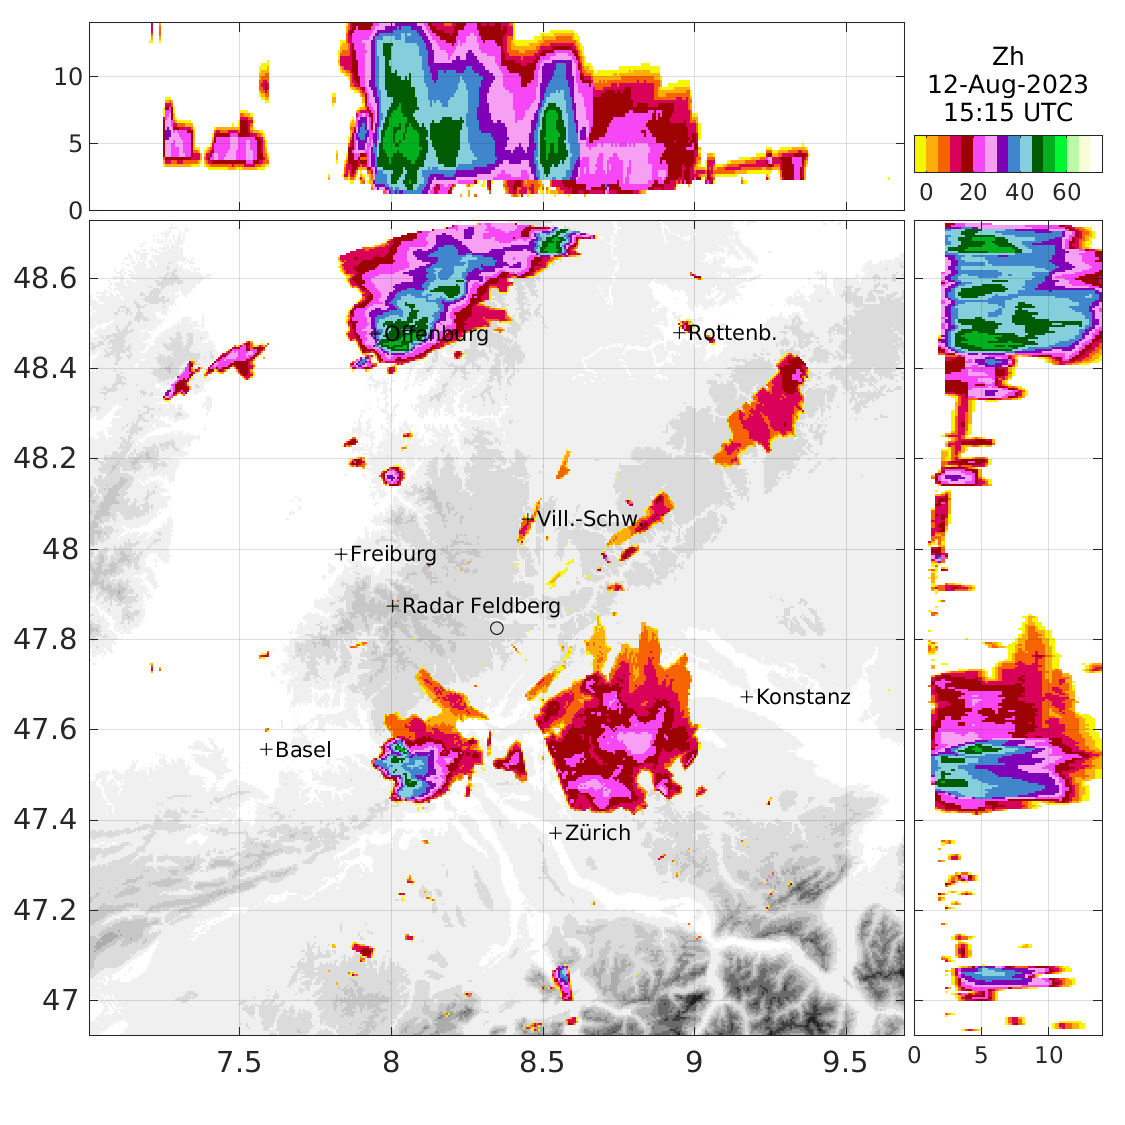 10
5
0
Zh
12-Aug-2023
15:15 UTC
0 20 40 60
48.6
48.4
48.2
48
47.8
47.6
47.4
47.2
47
Offenburg
Rottenb.
Vill.-Schw.
Freiburg
Radar Feldberg
Konstanz
Basel
Zürich
7.5 8 8.5 9 9.5
0 5 10